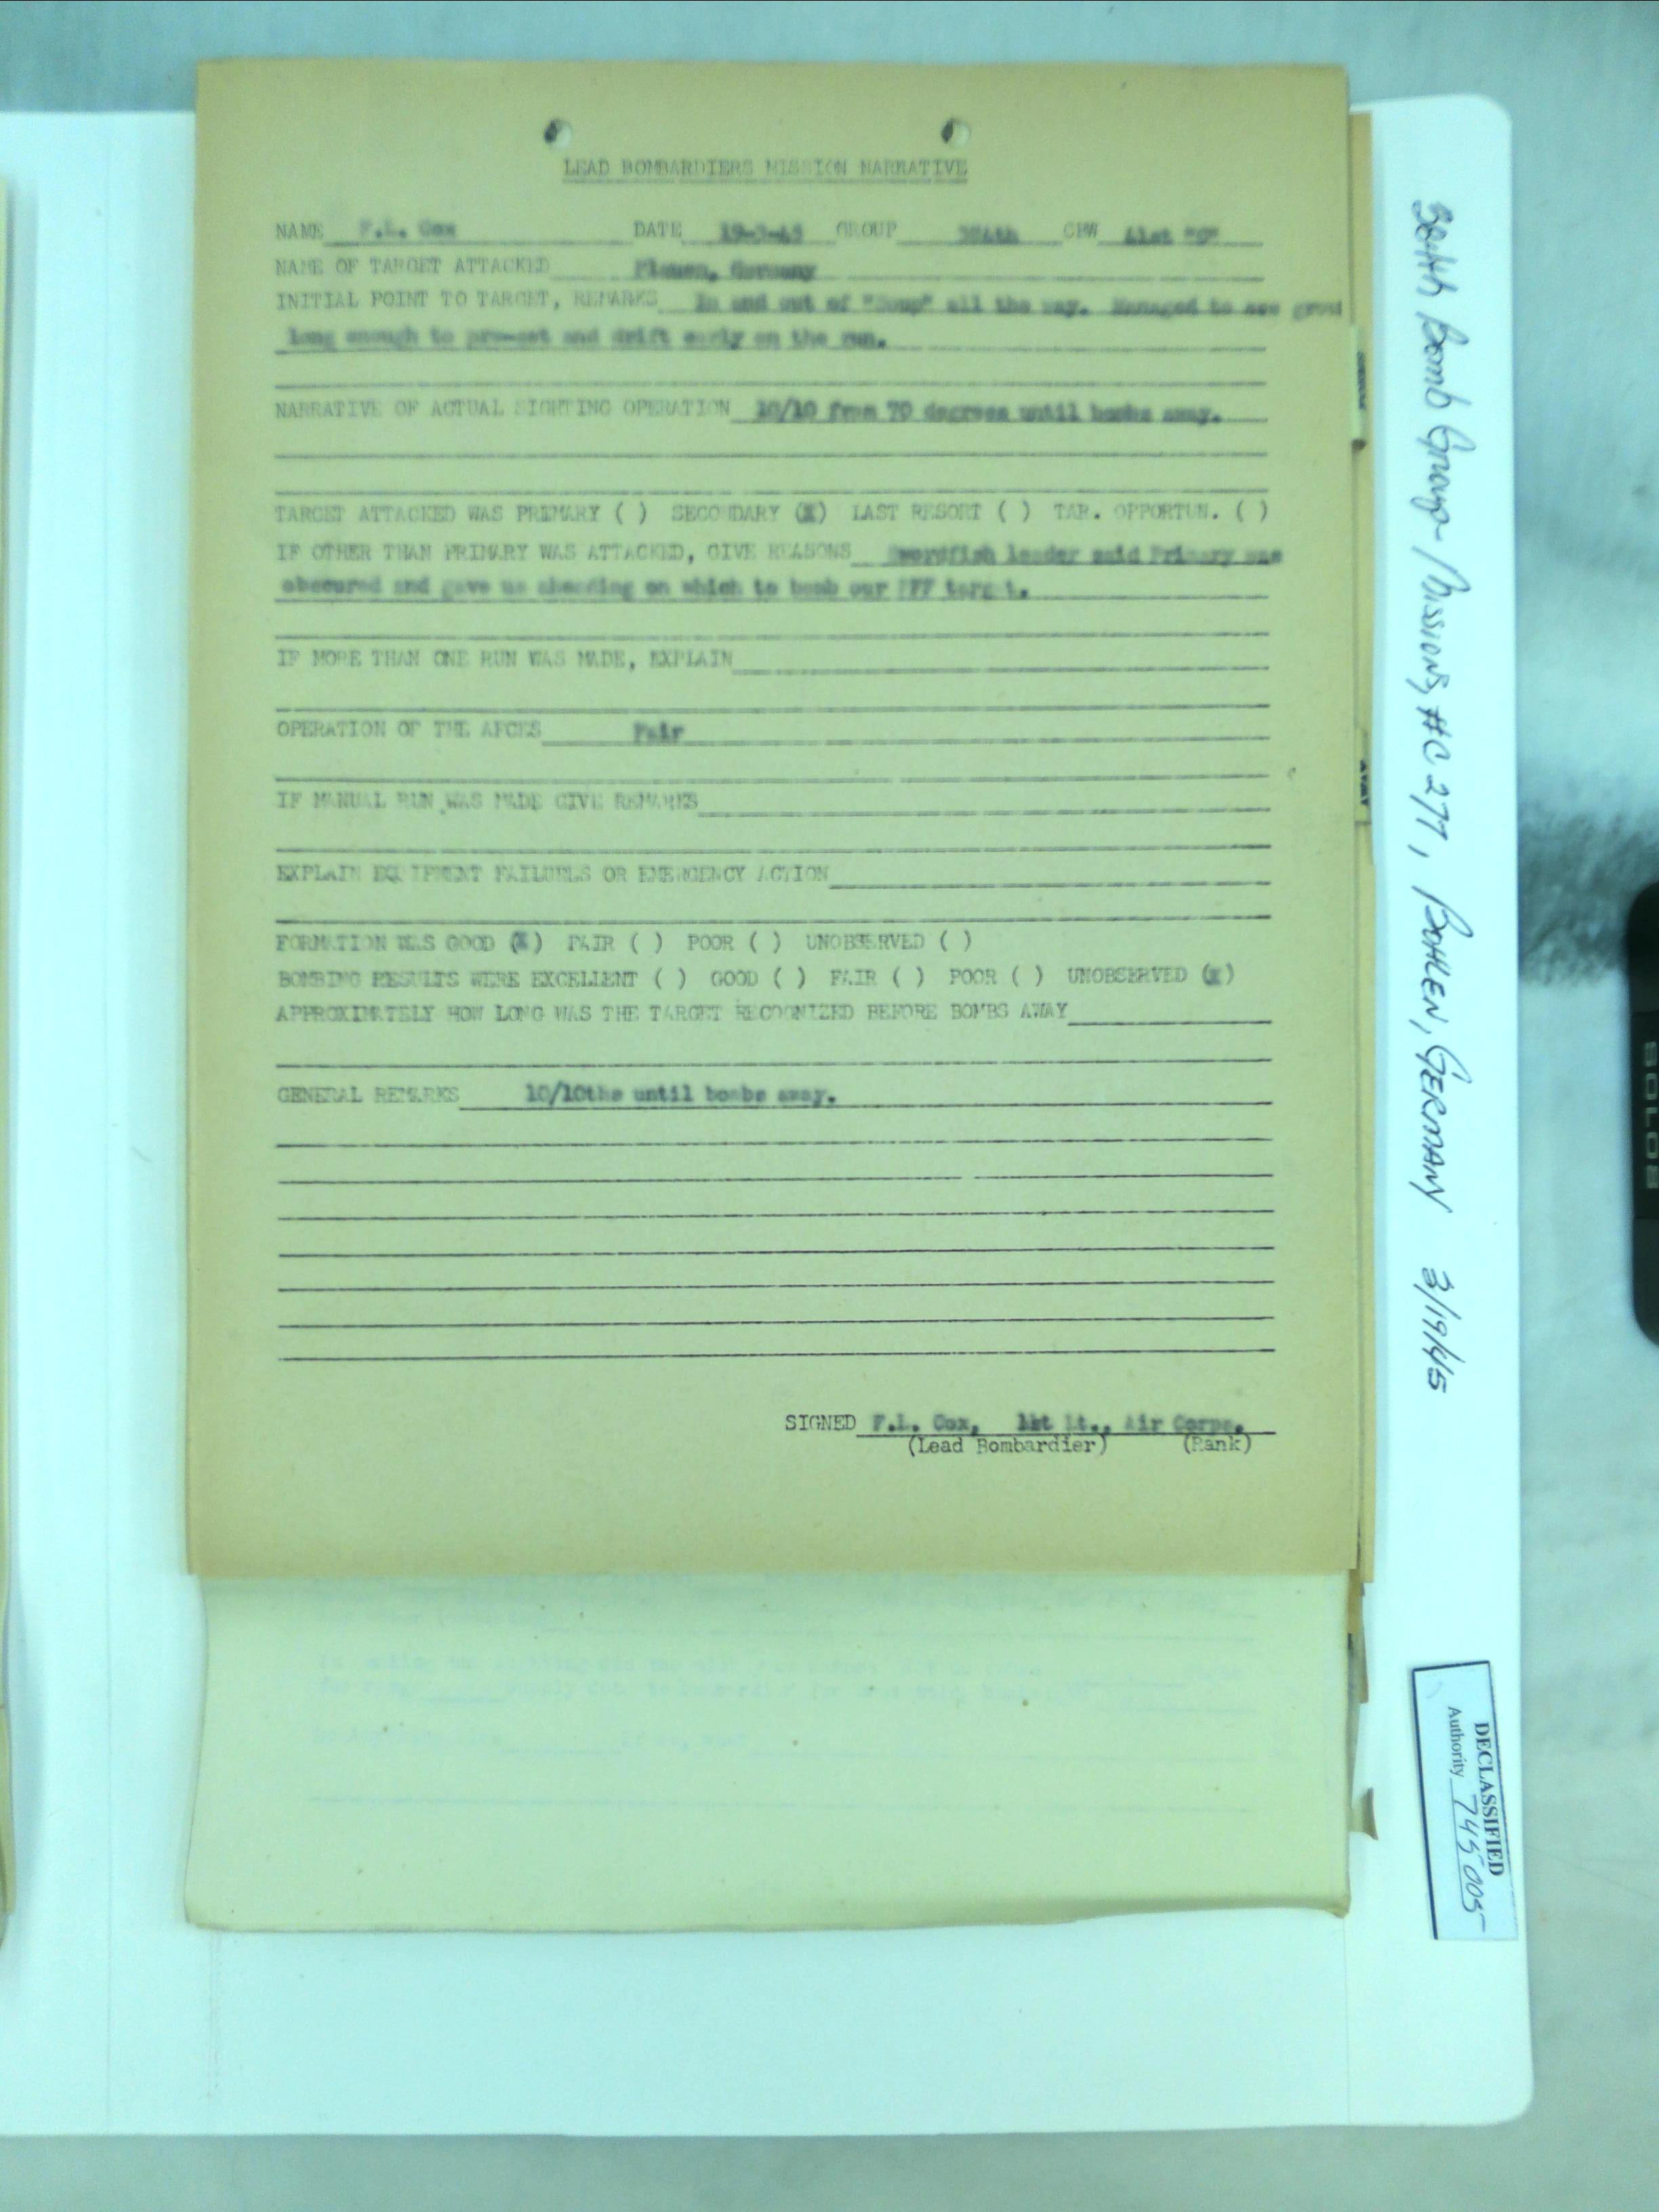 LEAD BOMBARDIERS MISSION NARRATIVE
NAME F.L. Cox DATE 19-3-45 GROUP 384th CBW 41st "C"
NAME OF TARGET ATTACKED Plauen, Germany
INITIAL POINT TO TARGET, REMARKS In and out of "Soup" all the way. Managed to see
long enough to pre-set and drift early on the run.
NARRATIVE OF ACTUAL SIGHTING OPERATION 10/10 from 70 degrees until bombs away.
TARGET ATTACKED WAS PRIMARY ( ) SECONDARY (X) LAST RESORT ( ) TAR. OPPORTUN. ( )
IF OTHER THAN PRIMARY WAS ATTACKED, GIVE REASONS Swordfish leader said Primary was
obscured and gave us aheading on which to bomb our PFF target.
IF MORE THAN ONE RUN WAS MADE, EXPLAIN
OPERATION OF THE AFCES Fair
IF MANUAL RUN WAS MADE GIVE REMARKS
EXPLAIN EQUIPMENT FAILURES OR EMERGENCY ACTION
FORMATION WAS GOOD (X) FAIR ( ) POOR ( ) UNOBSERVED ( )
BOMBING RESULTS WERE EXCELLENT ( ) GOOD ( ) FAIR ( ) POOR ( ) UNOBSERVED (X)
APPROXIMATELY HOW LONG WAS THE TARGET RECOGNIZED BEFORE BOMBS AWAY
GENERAL REMARKS 10/10ths until bombs away.
SIGNED F.L. Cox, 1st Lt., Air Corps.
(Lead Bombardier) (Rank)
384th Bomb Group - Missions, #C 277, BOHLEN, GERMANY 3/19/45
DECLASSIFIED
Authority 745005